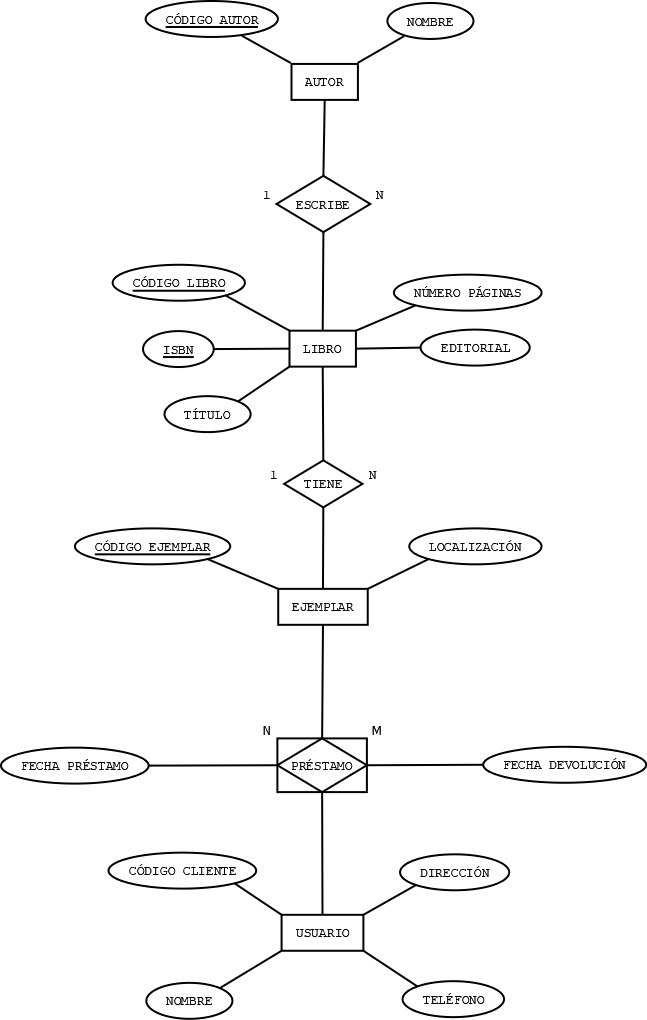 CÓDIGO AUTOR
NOMBRE
AUTOR
1
N
ESCRIBE
CÓDIGO LIBRO
NÚMERO PÁGINAS
ISBN
LIBRO
EDITORIAL
TÍTULO
1
N
TIENE
CÓDIGO EJEMPLAR
LOCALIZACIÓN
EJEMPLAR
N
M
FECHA PRÉSTAMO
PRÉSTAMO
FECHA DEVOLUCIÓN
CÓDIGO CLIENTE
DIRECCIÓN
USUARIO
NOMBRE
TELÉFONO